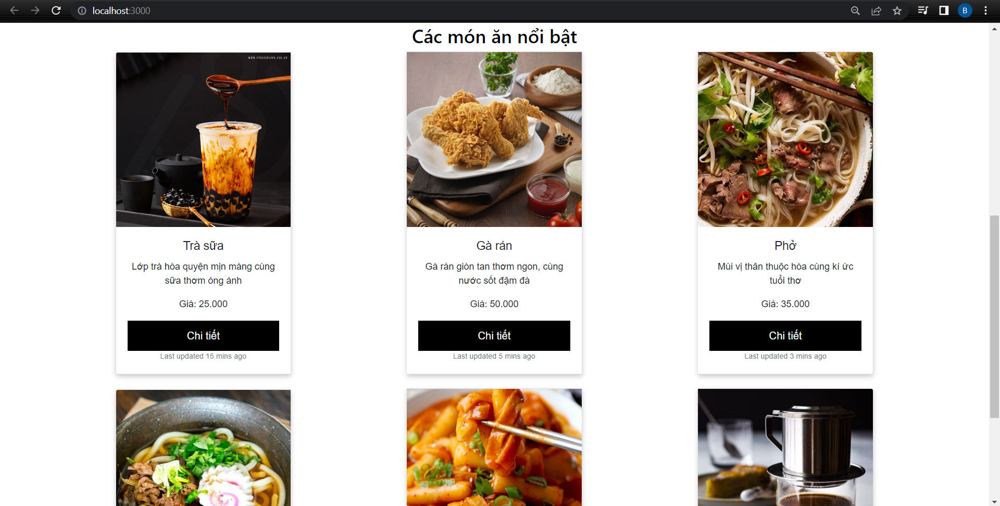 localhost:3000
B
Các món ăn nổi bật
WWW.PASSIONLINK.EDU.VN
Trà sữa
Lớp trà hòa quyện mịn màng cùng
sữa thơm óng ánh
Giá: 25.000
Chi tiết
Last updated 15 mins ago
Gà rán
Gà rán giòn tan thơm ngon, cùng
nước sốt đậm đà
Giá: 50.000
Chi tiết
Last updated 5 mins ago
Phở
Mùi vị thân thuộc hòa cùng kí ức
tuổi thơ
Giá: 35.000
Chi tiết
Last updated 3 mins ago